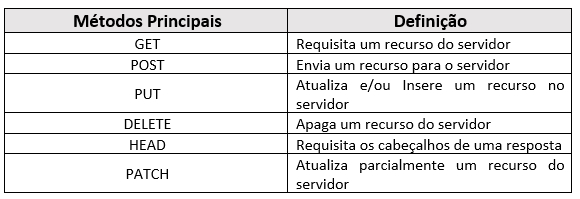 Métodos Principais Definição
GET Requisita um recurso do servidor
POST Envia um recurso para o servidor
PUT Atualiza e/ou Insere um recurso no
servidor
DELETE Apaga um recurso do servidor
HEAD Requisita os cabeçalhos de uma resposta
PATCH Atualiza parcialmente um recurso do
servidor